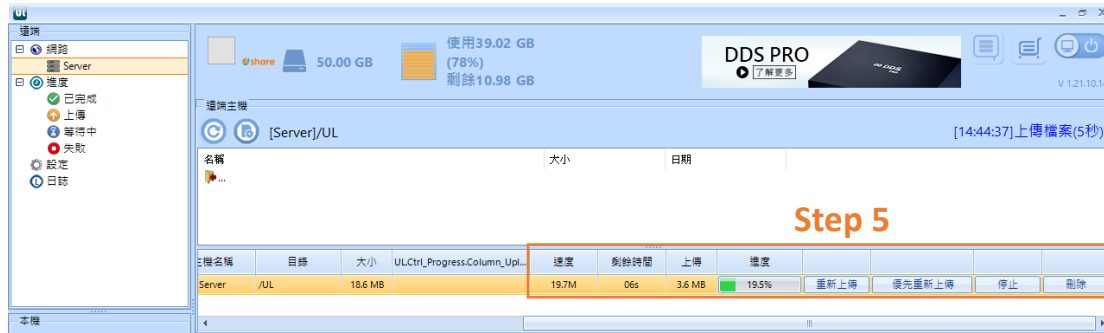 UL
遠端
網路
Server
進度
已完成
上傳
等待中
失敗
設定
日誌
本機
Ushare
50.00 GB
使用39.02 GB
(78%)
剩餘10.98 GB
DDS PRO
了解更多
DDS PRO
V 1.21.10.14
遠端主機
[Server]/UL
[14:44:37]上傳檔案(5秒)
名稱 大小 日期
...
Step 5
主機名稱 目錄 大小 ULCtrl_Progress.Column_Upl... 速度 剩餘時間 上傳 進度
Server /UL 18.6 MB 19.7M 06s 3.6 MB 19.5% 重新上傳 優先重新上傳 停止 刪除